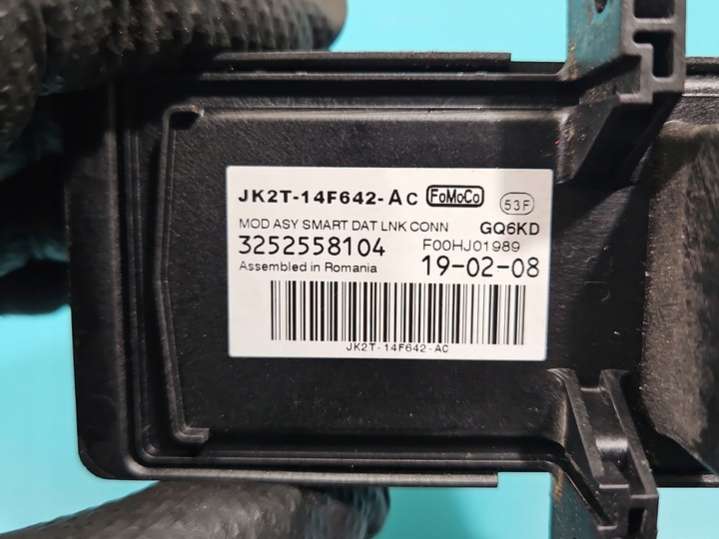 JK2T-14F642-AC FoMoCo 53F
MOD ASY SMART DAT LNK CONN GQ6KD
3252558104 F00HJ01989
Assembled in Romania 19-02-08
JK2T-14F642-AC